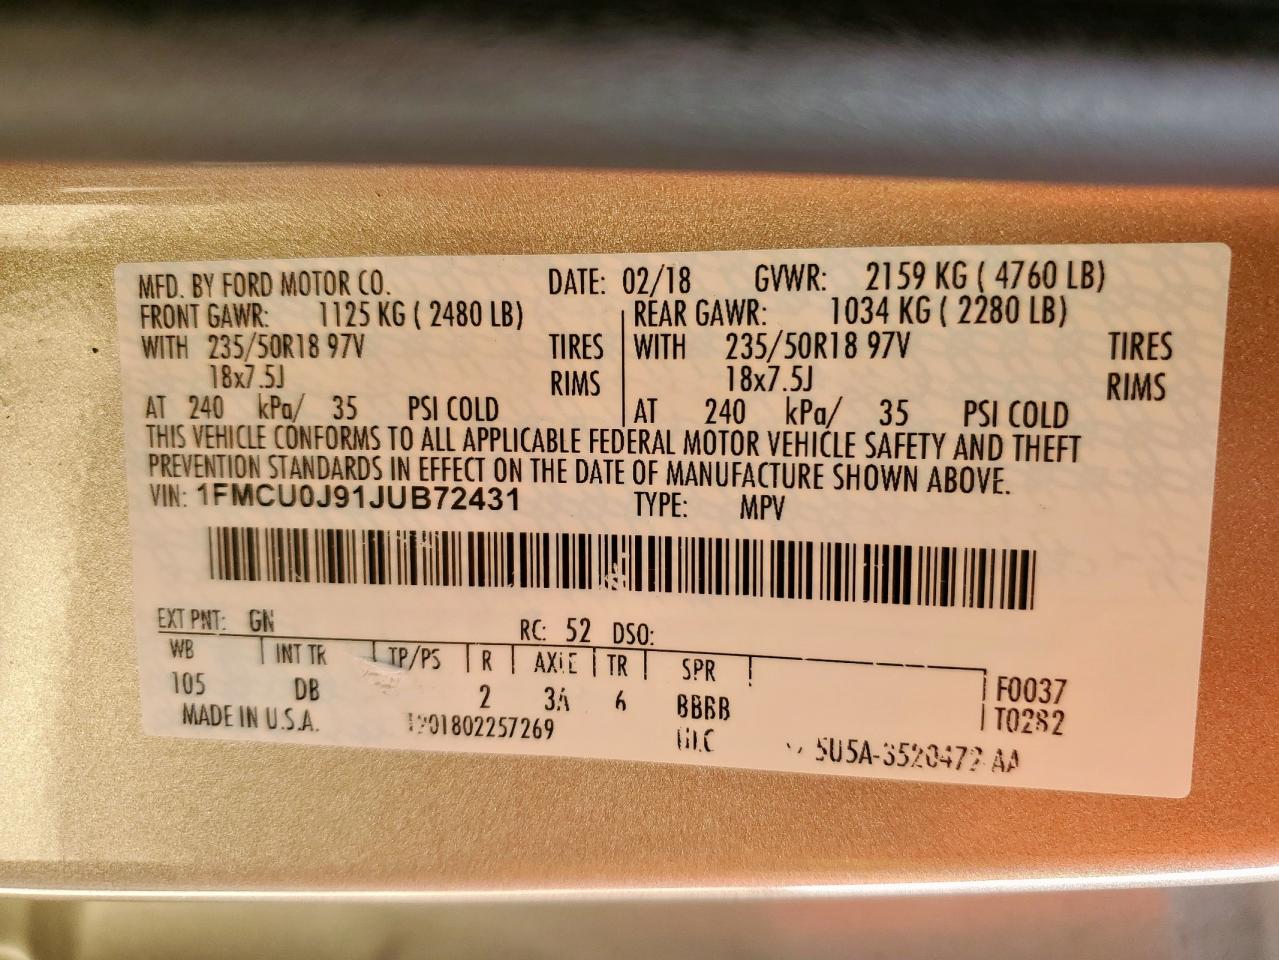 MFD. BY FORD MOTOR CO. DATE: 02/18 GVWR: 2159 KG ( 4760 LB)
FRONT GAWR: 1125 KG ( 2480 LB) REAR GAWR: 1034 KG ( 2280 LB)
WITH 235/50R18 97V TIRES WITH 235/50R18 97V TIRES
18x7.5J RIMS 18x7.5J RIMS
AT 240 kPa/ 35 PSI COLD AT 240 kPa/ 35 PSI COLD
THIS VEHICLE CONFORMS TO ALL APPLICABLE FEDERAL MOTOR VEHICLE SAFETY AND THEFT
PREVENTION STANDARDS IN EFFECT ON THE DATE OF MANUFACTURE SHOWN ABOVE.
VIN: 1FMCU0J91JUB72431 TYPE: MPV
EXT PNT: GN RC: 52 DSO:
WB INT TR TP/PS R AXLE TR SPR
105 DB 2 3A 6 BBBB F0037
T0282
MADE IN U.S.A.